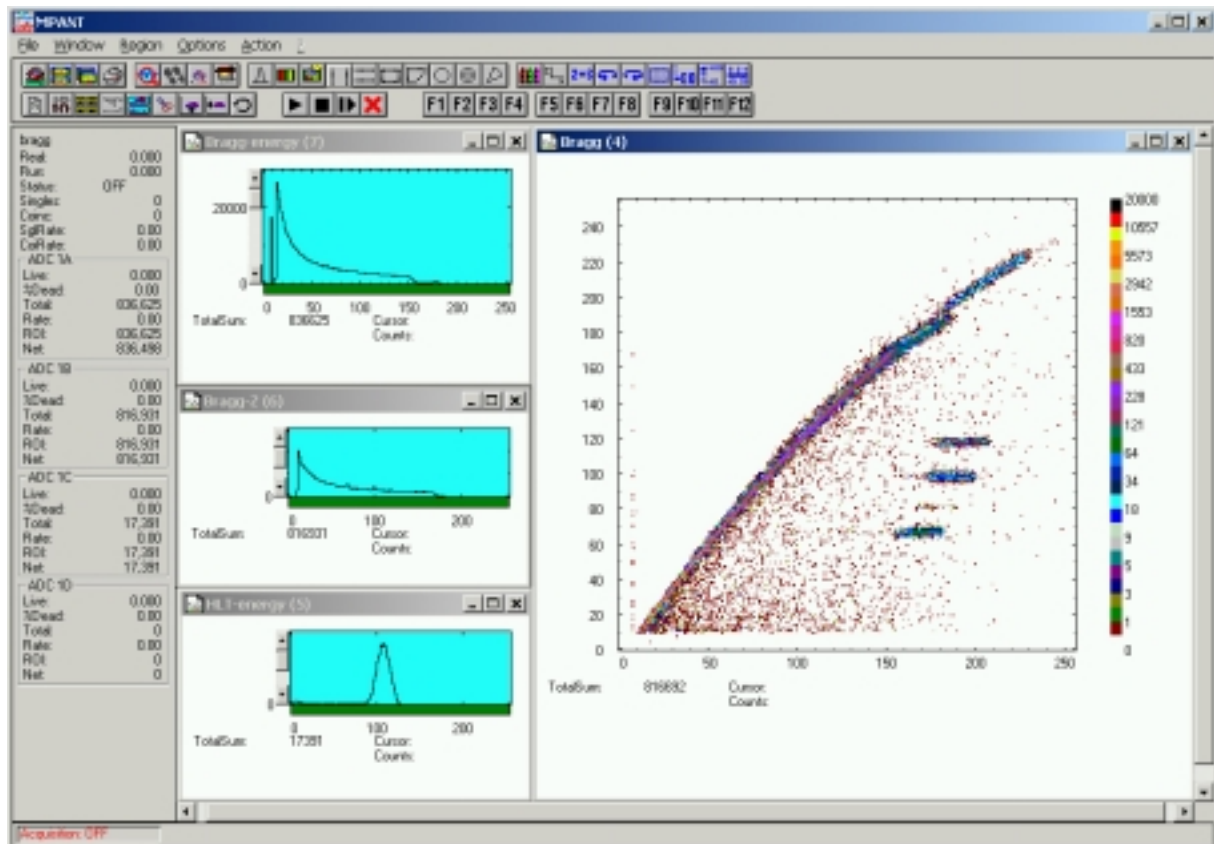 MPANT
File Window Region Options Action ?
F1 F2 F3 F4 F5 F6 F7 F8 F9 F10 F11 F12
bragg
Real: 0.000
Run: 0.000
Status: OFF
Singles: 0
Coinc: 0
SglRate: 0.00
CoiRate: 0.00
ADC 1A
Live: 0.000
%Dead: 0.00
Total: 836,625
Rate: 0.00
ROI: 836,625
Net: 836,498
ADC 1B
Live: 0.000
%Dead: 0.00
Total: 816,931
Rate: 0.00
ROI: 816,931
Net: 816,931
ADC 1C
Live: 0.000
%Dead: 0.00
Total: 17,391
Rate: 0.00
ROI: 17,391
Net: 17,391
ADC 1D
Live: 0.000
%Dead: 0.00
Total: 0
Rate: 0.00
ROI: 0
Net: 0
Acquisition: OFF
Bragg-energy (7)
20000
0
0 50 100 150 200 250
TotalSum: 836625 Cursor:
Counts:
Bragg-2 (6)
0
0 100 200
TotalSum: 816931 Cursor:
Counts:
HL1-energy (5)
0
0 100 200
TotalSum: 17391 Cursor:
Counts:
Bragg (4)
240
220
200
180
160
140
120
100
80
60
40
20
0
0 50 100 150 200 250
TotalSum: 816692 Cursor:
Counts:
20000
10557
5573
2942
1553
820
433
228
121
64
34
18
9
5
3
1
0